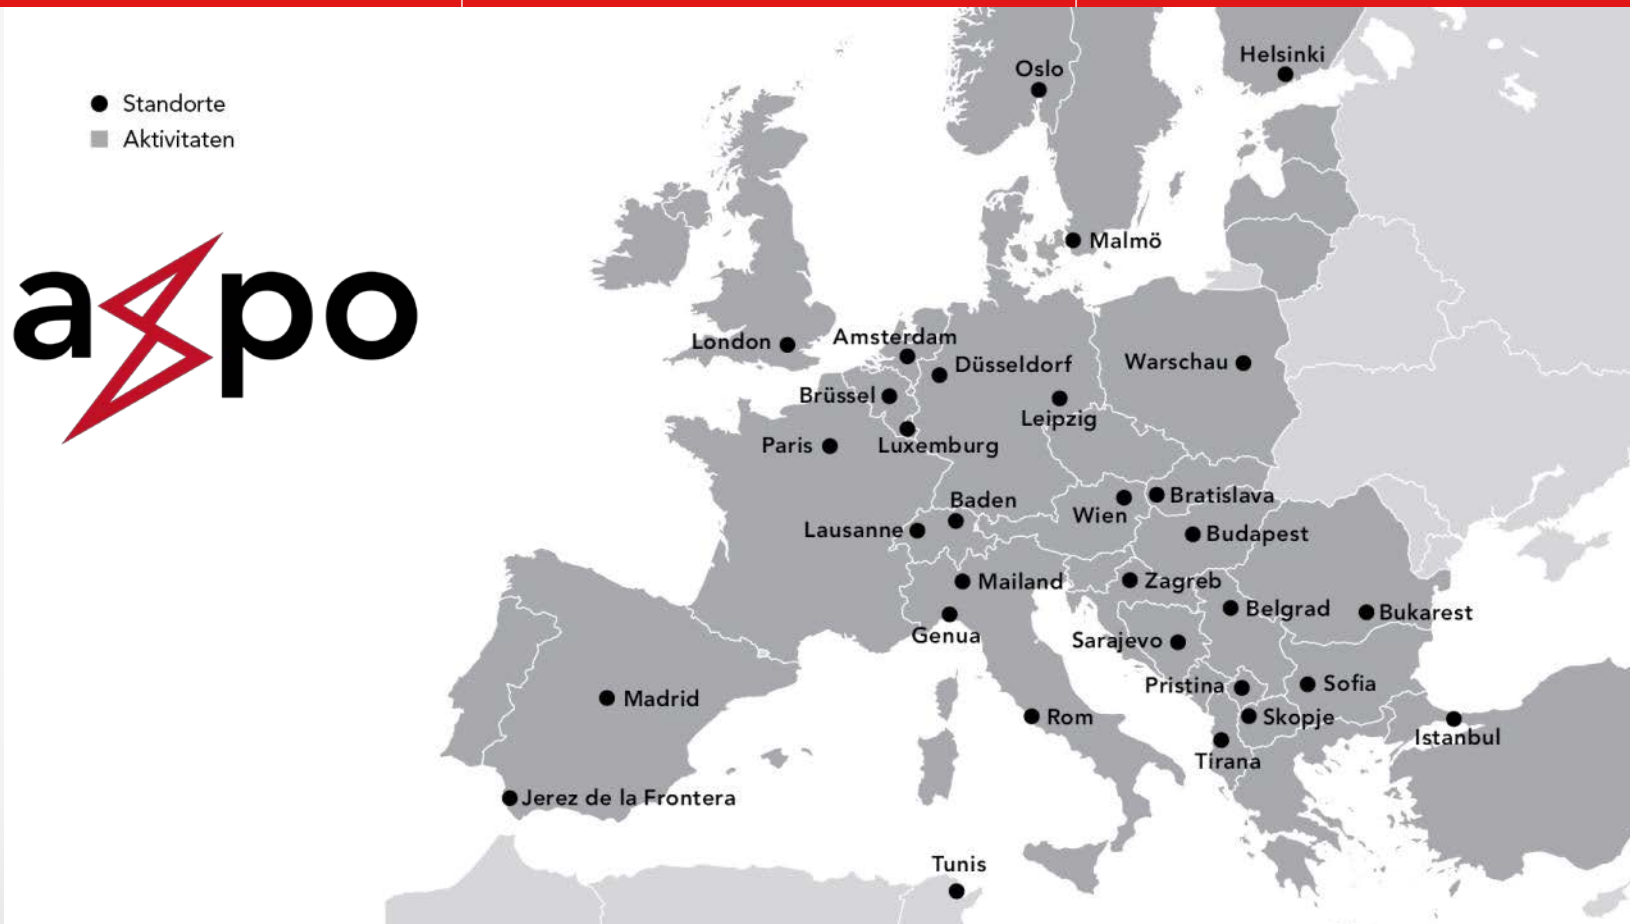 Helsinki
Oslo
Standorte
Aktivitaten
Malmö
axpo
London
Amsterdam
Düsseldorf
Warschau
Brüssel
Leipzig
Paris
Luxemburg
Baden
Bratislava
Wien
Lausanne
Budapest
Mailand
Zagreb
Belgrad
Bukarest
Genua
Sarajevo
Pristina
Sofia
Madrid
Rom
Skopje
Istanbul
Tirana
Jerez de la Frontera
Tunis